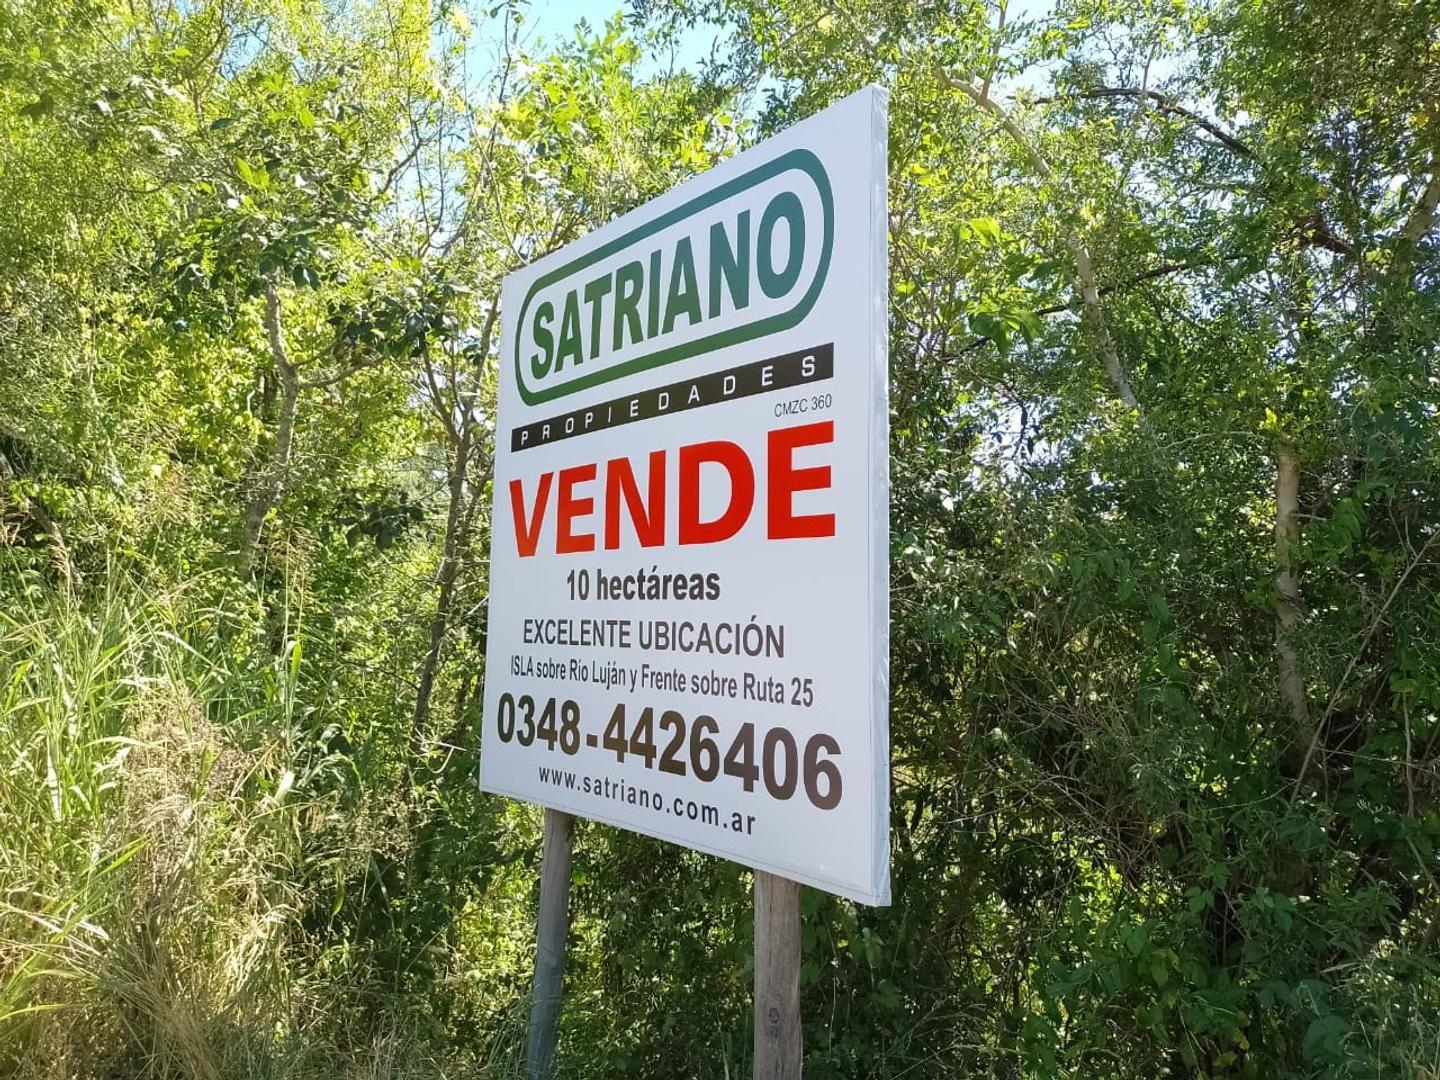 SATRIANO
PROPIEDADES
CMZC 360
VENDE
10 hectáreas
EXCELENTE UBICACIÓN
ISLA sobre Río Luján y Frente sobre Ruta 25
0348-4426406
www.satriano.com.ar